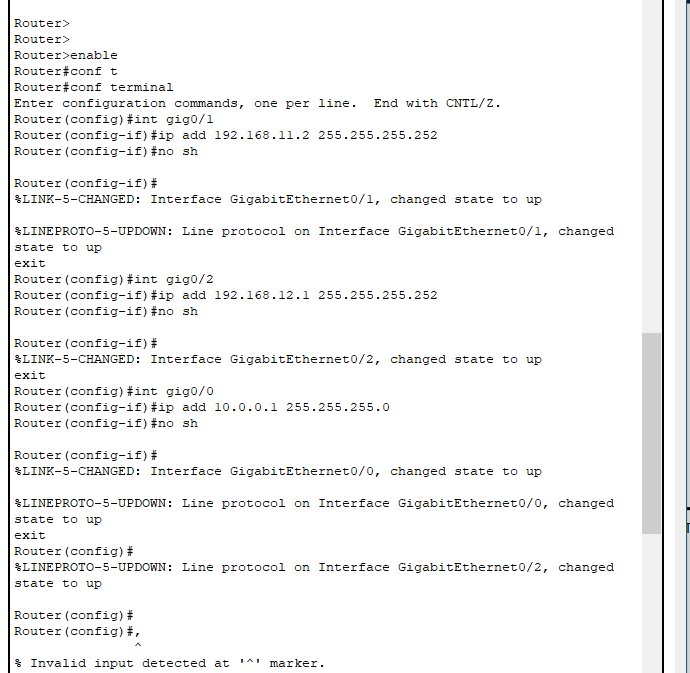 Router>
Router>
Router>enable
Router#conf t
Router#conf terminal
Enter configuration commands, one per line.  End with CNTL/Z.
Router(config)#int gig0/1
Router(config-if)#ip add 192.168.11.2 255.255.255.252
Router(config-if)#no sh
Router(config-if)#
%LINK-5-CHANGED: Interface GigabitEthernet0/1, changed state to up
%LINEPROTO-5-UPDOWN: Line protocol on Interface GigabitEthernet0/1, changed
state to up
exit
Router(config)#int gig0/2
Router(config-if)#ip add 192.168.12.1 255.255.255.252
Router(config-if)#no sh
Router(config-if)#
%LINK-5-CHANGED: Interface GigabitEthernet0/2, changed state to up
exit
Router(config)#int gig0/0
Router(config-if)#ip add 10.0.0.1 255.255.255.0
Router(config-if)#no sh
Router(config-if)#
%LINK-5-CHANGED: Interface GigabitEthernet0/0, changed state to up
%LINEPROTO-5-UPDOWN: Line protocol on Interface GigabitEthernet0/0, changed
state to up
exit
Router(config)#
%LINEPROTO-5-UPDOWN: Line protocol on Interface GigabitEthernet0/2, changed
state to up
Router(config)#
Router(config)#,
^
% Invalid input detected at '^' marker.